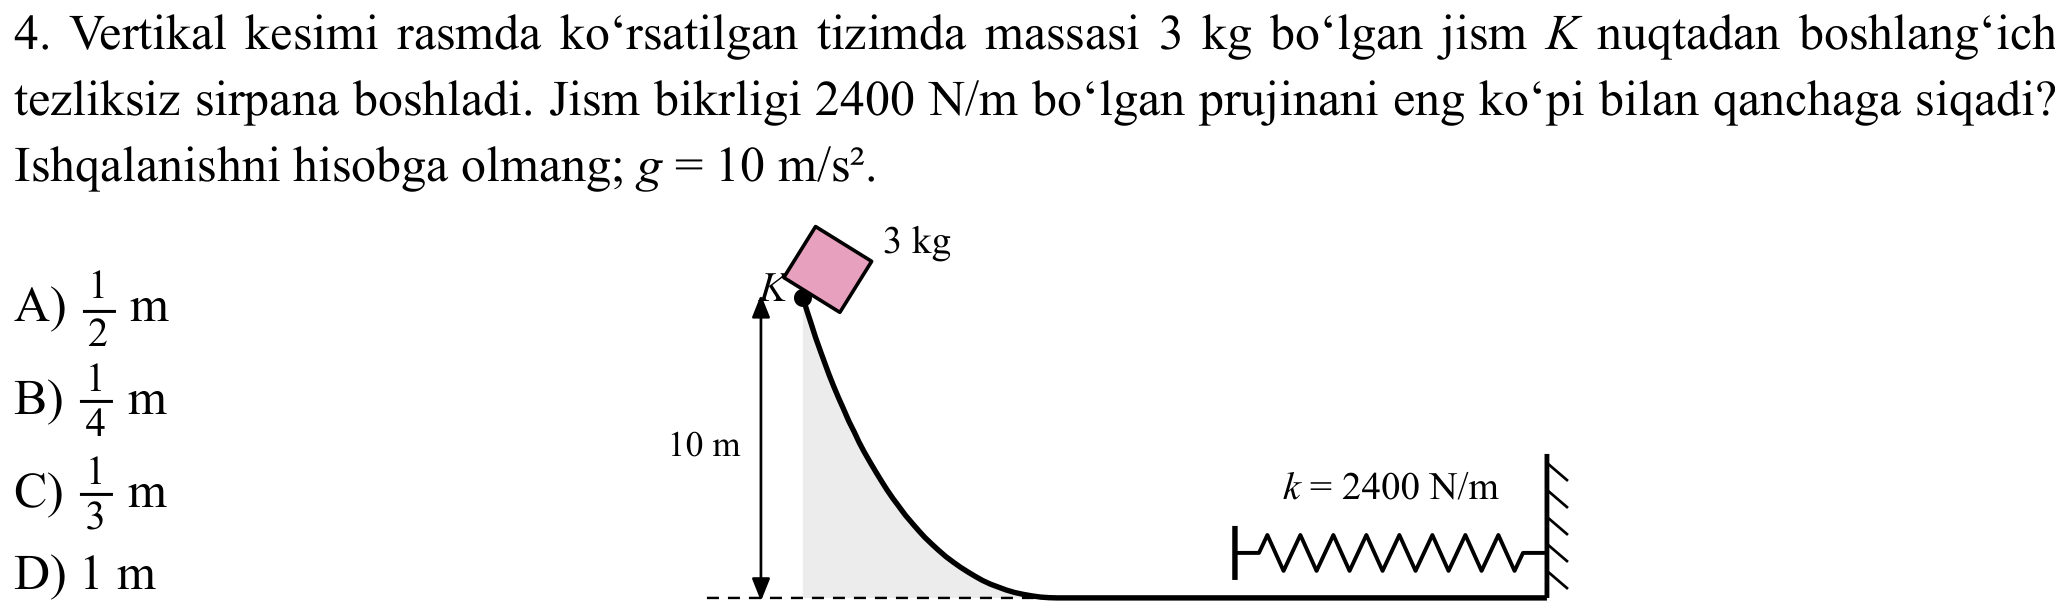 4. Vertikal kesimi rasmda ko‘rsatilgan tizimda massasi 3 kg bo‘lgan jism K nuqtadan boshlang‘ich
tezliksiz sirpana boshladi. Jism bikrligi 2400 N/m bo‘lgan prujinani eng ko‘pi bilan qanchaga siqadi?
Ishqalanishni hisobga olmang; g = 10 m/s².
3 kg
K
A) 1/2 m
B) 1/4 m
10 m
k = 2400 N/m
C) 1/3 m
D) 1 m